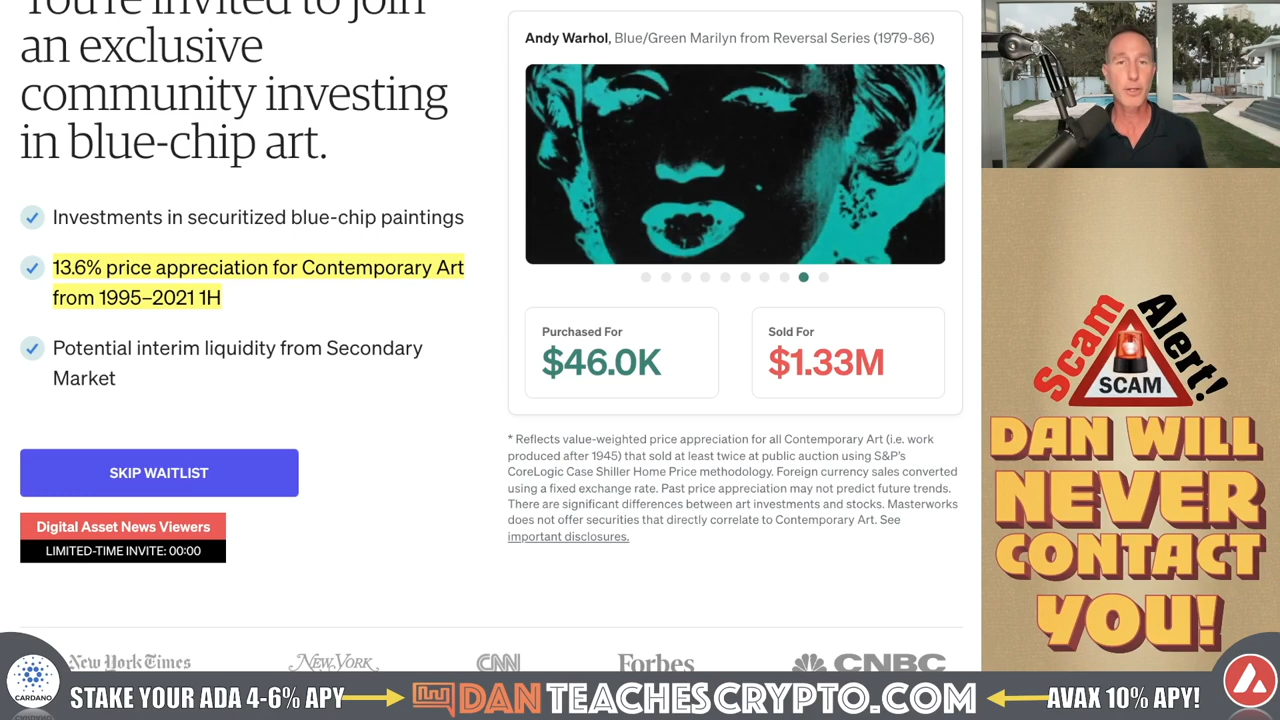 You're invited to join
an exclusive
community investing
in blue-chip art.
Investments in securitized blue-chip paintings
13.6% price appreciation for Contemporary Art
from 1995–2021 1H
Potential interim liquidity from Secondary
Market
SKIP WAITLIST
Digital Asset News Viewers
LIMITED-TIME INVITE: 00:00
Andy Warhol, Blue/Green Marilyn from Reversal Series (1979-86)
Purchased For
$46.0K
Sold For
$1.33M
* Reflects value-weighted price appreciation for all Contemporary Art (i.e. work
produced after 1945) that sold at least twice at public auction using S&P's
CoreLogic Case Shiller Home Price methodology. Foreign currency sales converted
using a fixed exchange rate. Past price appreciation may not predict future trends.
There are significant differences between art investments and stocks. Masterworks
does not offer securities that directly correlate to Contemporary Art. See
important disclosures.
New York Times
NEW YORK
CNN
Forbes
CNBC
Scam Alert!
SCAM
DAN WILL
NEVER
CONTACT
YOU!
CARDANO
STAKE YOUR ADA 4-6% APY
DANTEACHESCRYPTO.COM
AVAX 10% APY!